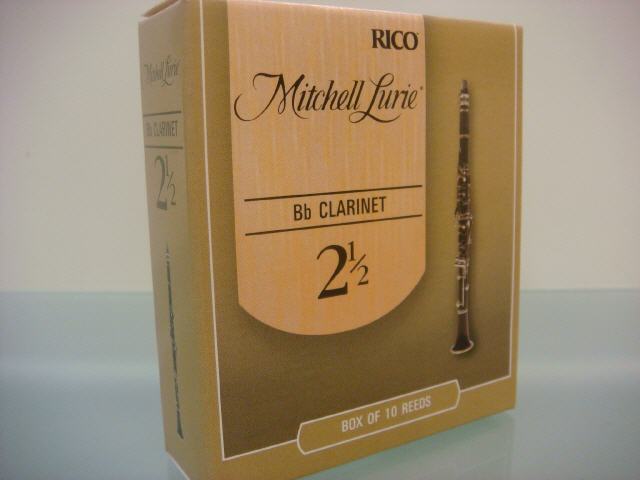 RICO
Mitchell Lurie®
Bb CLARINET
2½
BOX OF 10 REEDS
Mitchell Lurie
Bb CLARINET
2½